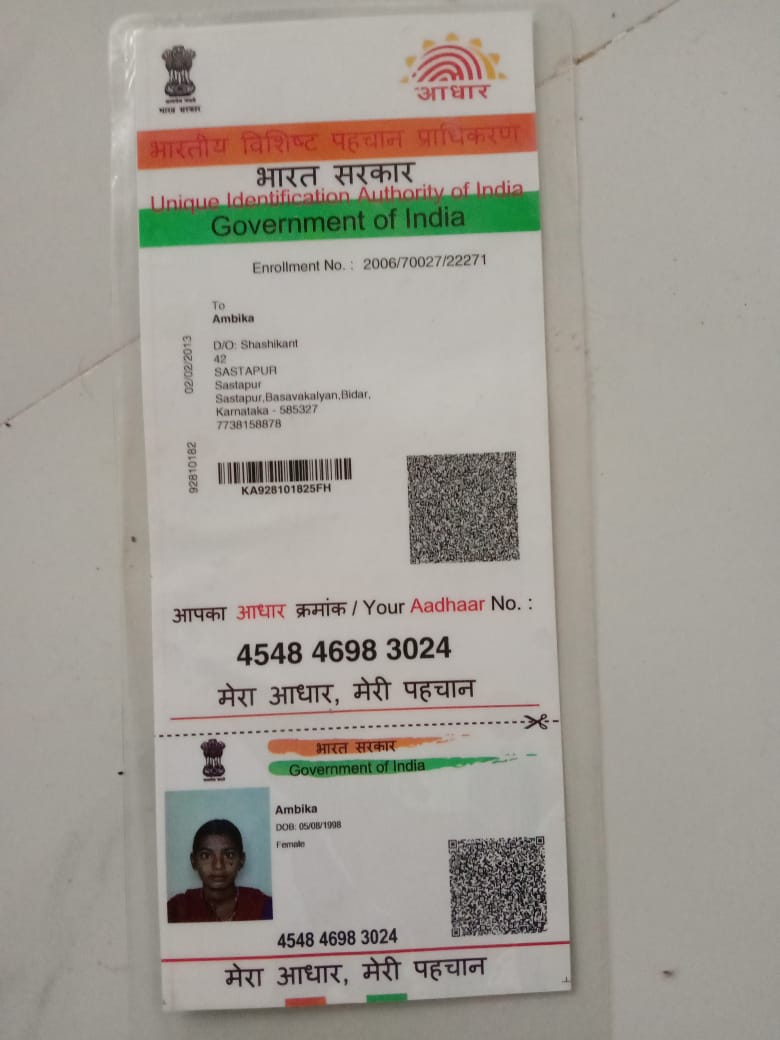 भारत सरकार
आधार
भारतीय विशिष्ट पहचान प्राधिकरण
भारत सरकार
Unique Identification Authority of India
Government of India
Enrollment No. : 2006/70027/22271
To
Ambika
D/O: Shashikant
42
SASTAPUR
Sastapur
Sastapur,Basavakalyan,Bidar,
Karnataka - 585327
7738158878
02/02/2013
92810182
KA928101825FH
आपका आधार क्रमांक / Your Aadhaar No. :
4548 4698 3024
मेरा आधार, मेरी पहचान
भारत सरकार
Government of India
Ambika
DOB: 05/08/1998
Female
4548 4698 3024
मेरा आधार, मेरी पहचान